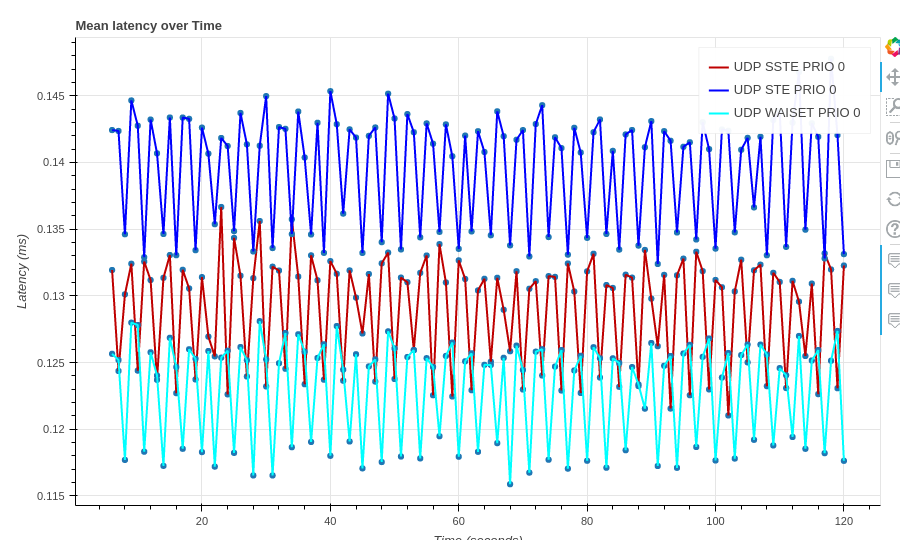 Mean latency over Time
UDP SSTE PRIO 0
UDP STE PRIO 0
UDP WAISET PRIO 0
Latency (ms)
0.145
0.14
0.135
0.13
0.125
0.12
0.115
20 40 60 80 100 120
Time (seconds)